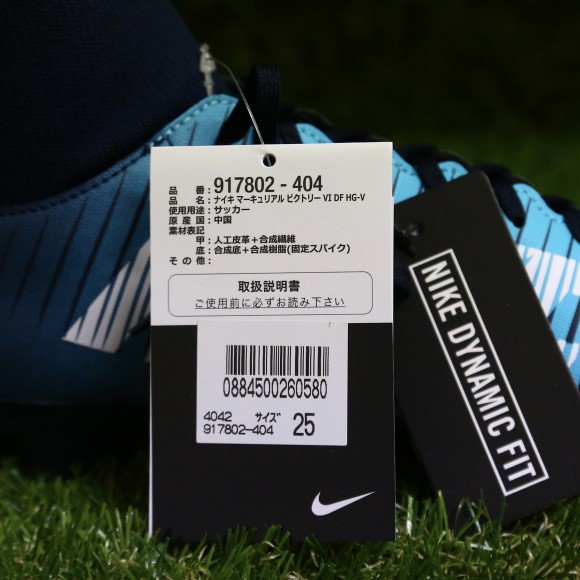 品 番: 917802 - 404
品 名: ナイキ マーキュリアル ビクトリー VI DF HG-V
使用用途: サッカー
原 産 国: 中国
素材表記
甲: 人工皮革+合成繊維
底: 合成底+合成樹脂(固定スパイク)
そ の 他:
取扱説明書
ご使用前に必ずお読み下さい
0884500260580
4042 サイズ 25
917802-404
NIKE DYNAMIC FIT